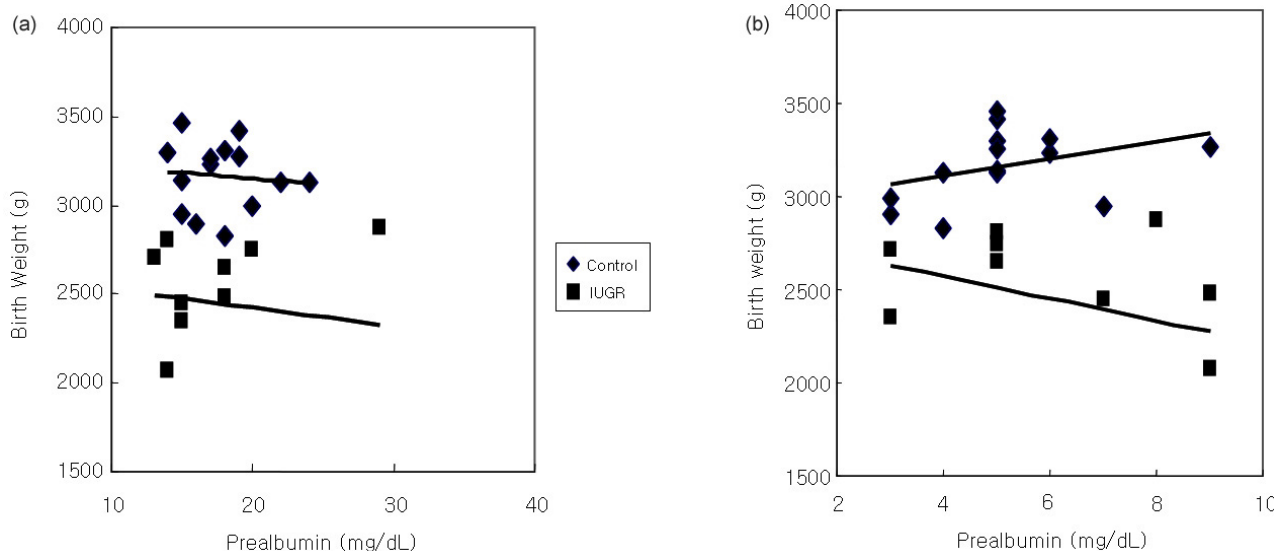 (a)
4000
3500
3000
2500
2000
1500
Birth Weight (g)
10 20 30 40
Prealbumin (mg/dL)
Control
IUGR
(b)
4000
3500
3000
2500
2000
1500
Birth weight (g)
2 4 6 8 10
Prealbumin (mg/dL)